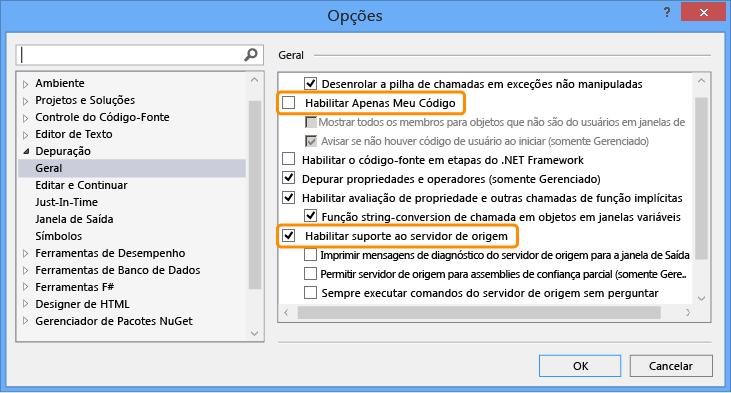 Opções
Ambiente
Projetos e Soluções
Controle do Código-Fonte
Editor de Texto
Depuração
Geral
Editar e Continuar
Just-In-Time
Janela de Saída
Símbolos
Ferramentas de Desempenho
Ferramentas de Banco de Dados
Ferramentas F#
Designer de HTML
Gerenciador de Pacotes NuGet
Geral
Desenrolar a pilha de chamadas em exceções não manipuladas
Habilitar Apenas Meu Código
Mostrar todos os membros para objetos que não são do usuários em janelas de
Avisar se não houver código de usuário ao iniciar (somente Gerenciado)
Habilitar o código-fonte em etapas do .NET Framework
Depurar propriedades e operadores (somente Gerenciado)
Habilitar avaliação de propriedade e outras chamadas de função implícitas
Função string-conversion de chamada em objetos em janelas variáveis
Habilitar suporte ao servidor de origem
Imprimir mensagens de diagnóstico do servidor de origem para a janela de Saída
Permitir servidor de origem para assemblies de confiança parcial (somente Gere..
Sempre executar comandos do servidor de origem sem perguntar
OK
Cancelar